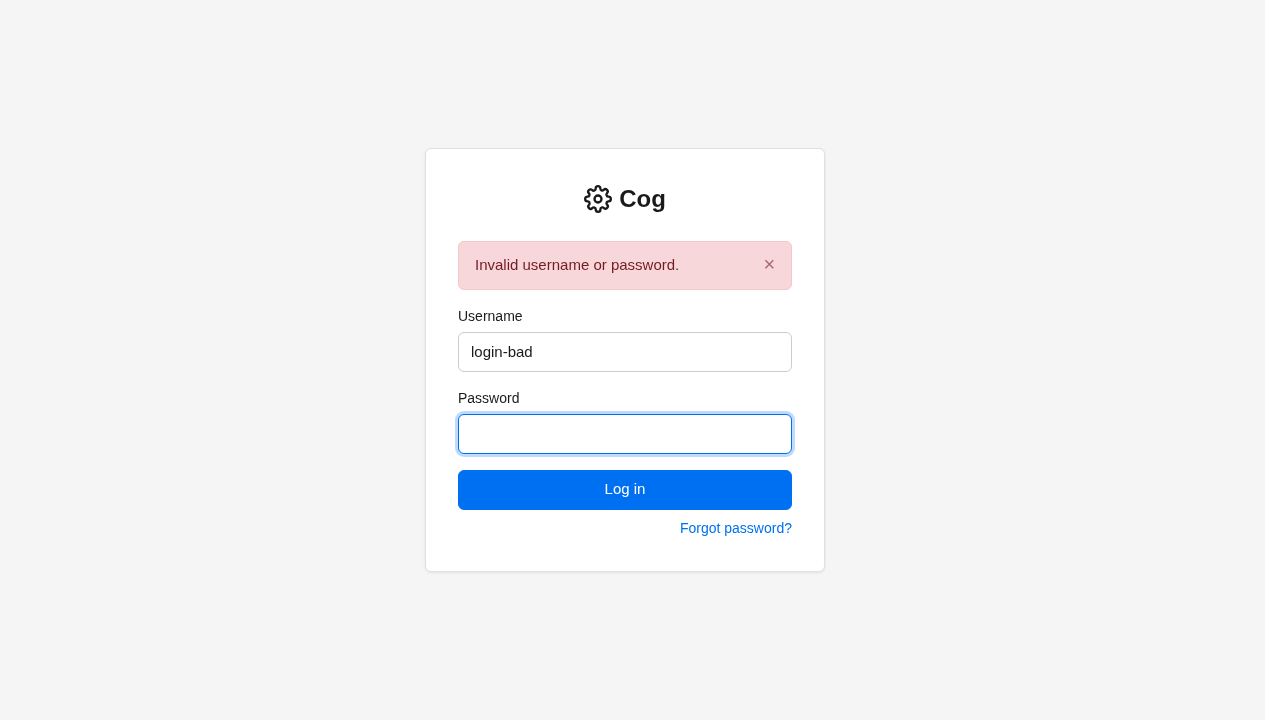 Cog
Invalid username or password.
Username
login-bad
Password
Log in
Forgot password?